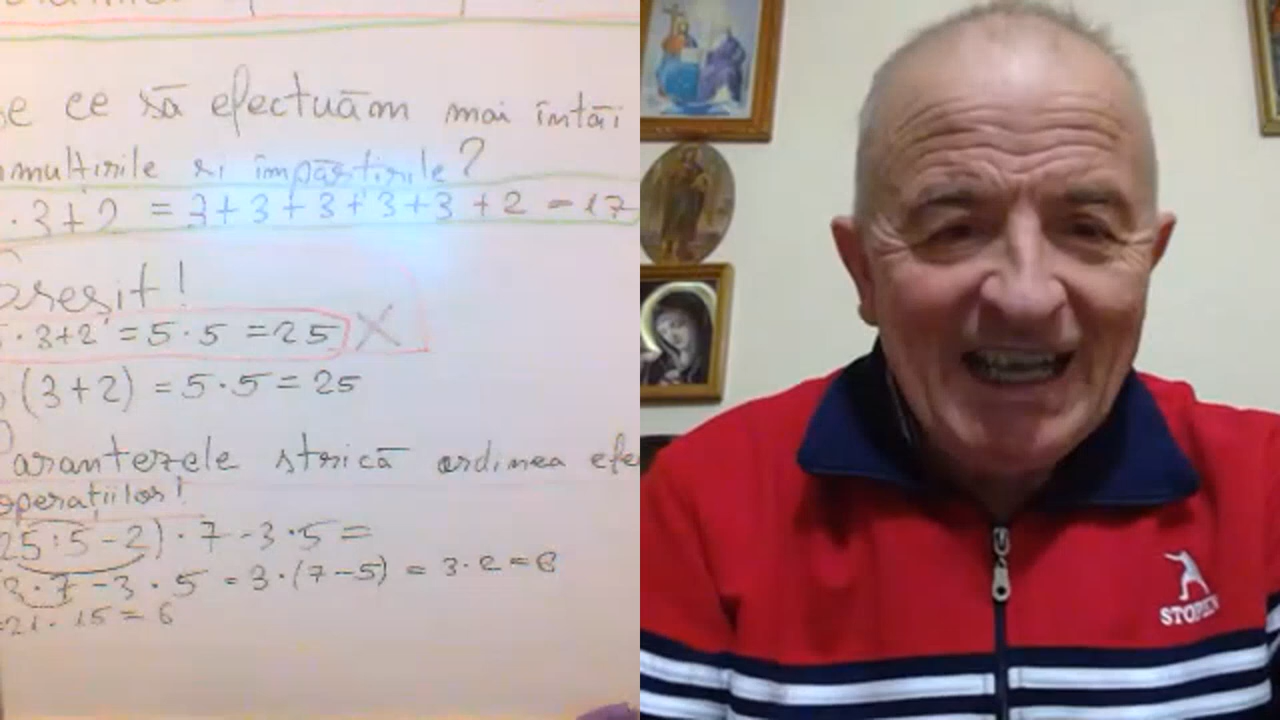 ce să efectuăm mai întâi
înmulțirile și împărțirile?
· 3 + 2 = 3 + 3 + 3 + 3 + 3 + 2 = 17
Greșit!
5 · 3 + 2 = 5 · 5 = 25 X
(3 + 2) = 5 · 5 = 25
Parantezele strică ordinea efe
operațiilor!
25 : 5 - 2) · 7 - 3 · 5 =
3 · 7 - 3 · 5 = 3 · (7 - 5) = 3 · 2 = 6
= 21 - 15 = 6